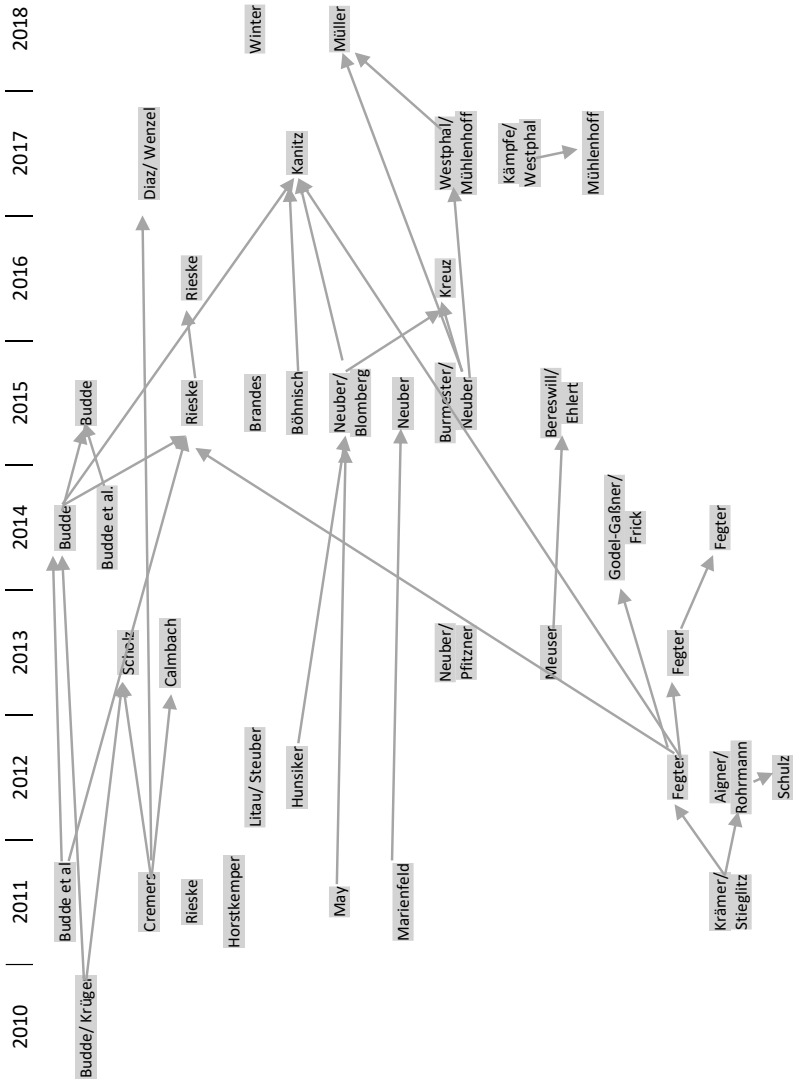 2010
2011
2012
2013
2014
2015
2016
2017
2018
Budde/ Krüger
Budde et al.
Cremers
Rieske
Horstkemper
May
Marienfeld
Krämer/
Stieglitz
Litau/ Steuber
Hunsiker
Fegter
Aigner/
Rohrmann
Schulz
Scholz
Calmbach
Neuber/
Pfitzner
Meuser
Fegter
Budde
Budde et al.
Godel-Gaßner/
Frick
Fegter
Budde
Rieske
Brandes
Böhnisch
Neuber/
Blomberg
Neuber
Burmester/
Neuber
Bereswill/
Ehlert
Rieske
Kreuz
Diaz/ Wenzel
Kanitz
Westphal/
Mühlenhoff
Kämpfe/
Westphal
Mühlenhoff
Winter
Müller